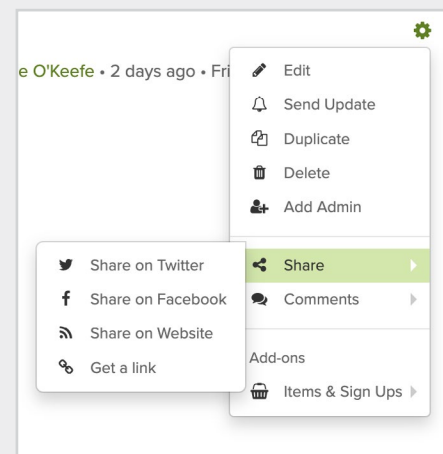 e O'Keefe • 2 days ago • Fri
Edit
Send Update
Duplicate
Delete
Add Admin
Share
Comments
Add-ons
Items & Sign Ups
Share on Twitter
Share on Facebook
Share on Website
Get a link